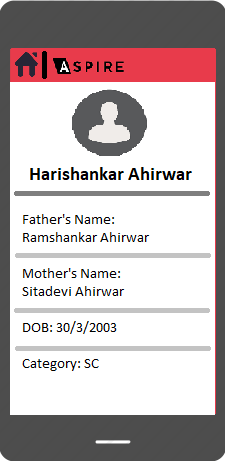 ASPIRE
Harishankar Ahirwar
Father's Name:
Ramshankar Ahirwar
Mother's Name:
Sitadevi Ahirwar
DOB: 30/3/2003
Category: SC